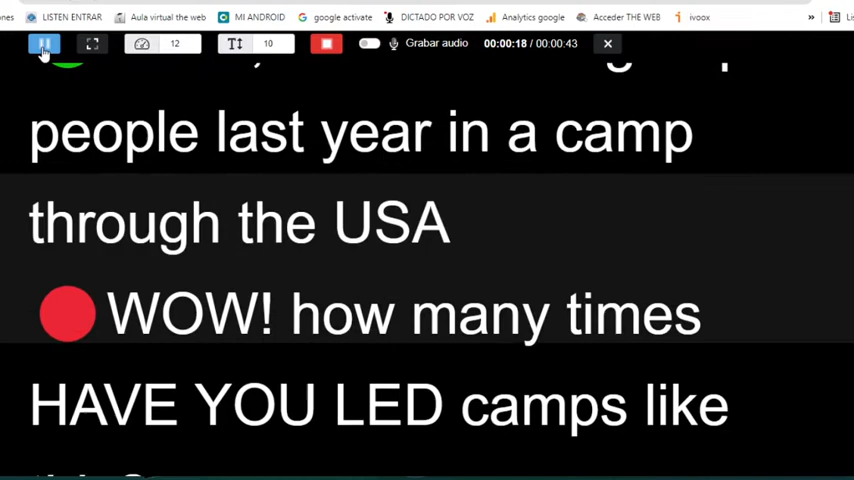 ones LISTEN ENTRAR Aula virtual the web MI ANDROID google activate DICTADO POR VOZ Analytics google Acceder THE WEB ivoox » Lis
12 10 Grabar audio 00:00:18 / 00:00:43
people last year in a camp
through the USA
WOW! how many times
HAVE YOU LED camps like